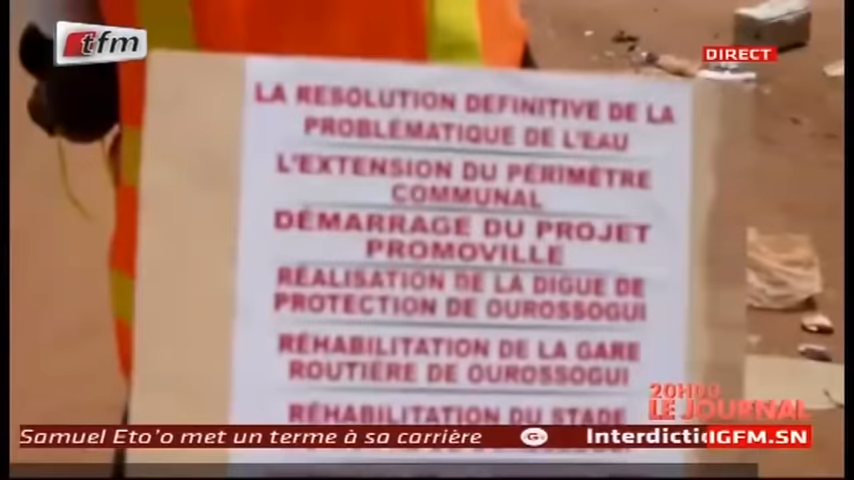 tfm
DIRECT
LA RESOLUTION DEFINITIVE DE LA
PROBLÉMATIQUE DE L'EAU
L'EXTENSION DU PÉRIMÈTRE
COMMUNAL
DÉMARRAGE DU PROJET
PROMOVILLE
RÉALISATION DE LA DIGUE DE
PROTECTION DE OUROSSOGUI
RÉHABILITATION DE LA GARE
ROUTIÈRE DE OUROSSOGUI
RÉHABILITATION DU STADE
20H00
LE JOURNAL
Samuel Eto'o met un terme à sa carrière
Interdictio
IGFM.SN